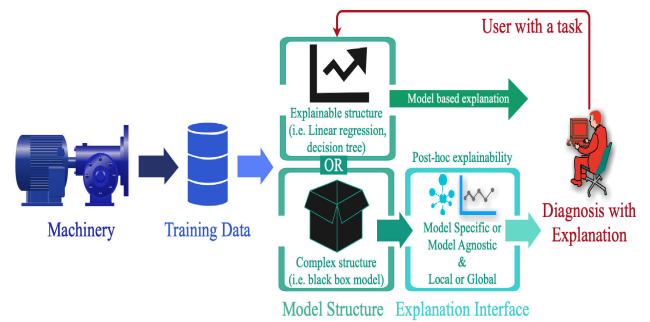 User with a task
Explainable structure
(i.e. Linear regression,
decision tree)
Model based explanation
OR
Post-hoc explainability
Machinery
Training Data
Complex structure
(i.e. black box model)
Model Specific or
Model Agnostic
&
Local or Global
Diagnosis with
Explanation
Model Structure
Explanation Interface